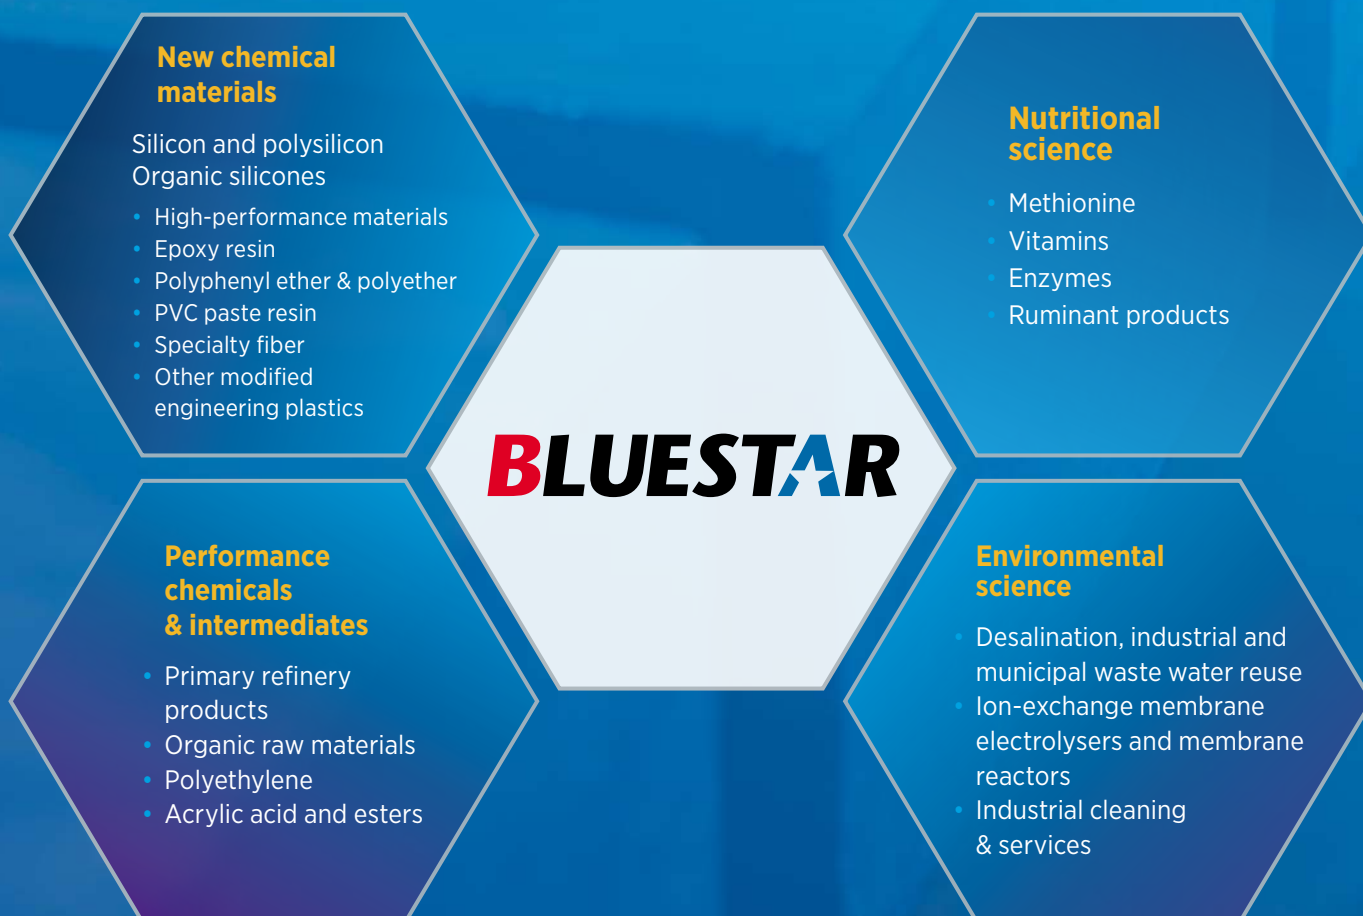 New chemical
materials
Silicon and polysilicon
Organic silicones
• High-performance materials
• Epoxy resin
• Polyphenyl ether & polyether
• PVC paste resin
• Specialty fiber
• Other modified
engineering plastics
Nutritional
science
• Methionine
• Vitamins
• Enzymes
• Ruminant products
BLUESTAR
Performance
chemicals
& intermediates
• Primary refinery
products
• Organic raw materials
• Polyethylene
• Acrylic acid and esters
Environmental
science
• Desalination, industrial and
municipal waste water reuse
• Ion-exchange membrane
electrolysers and membrane
reactors
• Industrial cleaning
& services